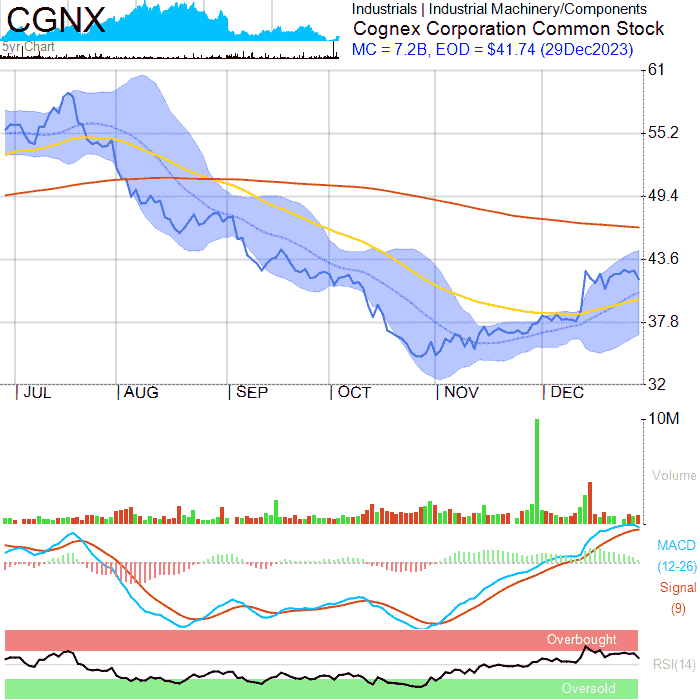 CGNX
5yr Chart
Industrials | Industrial Machinery/Components
Cognex Corporation Common Stock
MC = 7.2B, EOD = $41.74 (29Dec2023)
61
55.2
49.4
43.6
37.8
32
JUL AUG SEP OCT NOV DEC
10M
Volume
MACD
(12-26)
Signal
(9)
Overbought
RSI(14)
Oversold